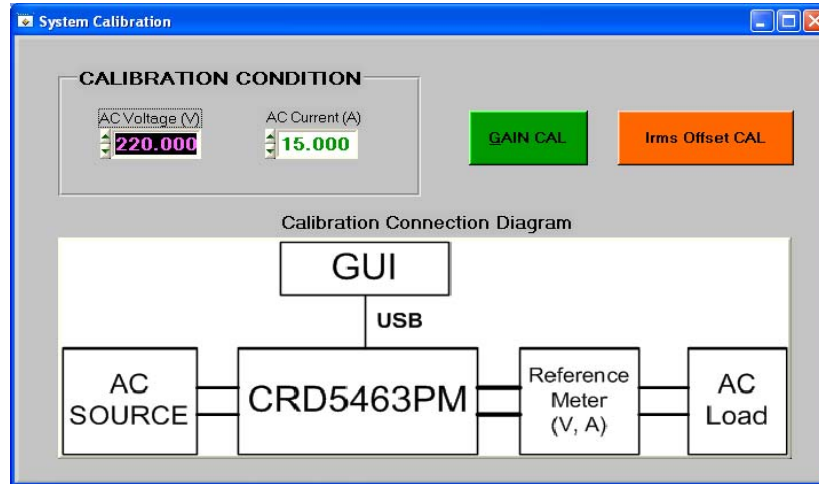 System Calibration
CALIBRATION CONDITION
AC Voltage (V)
AC Current (A)
220.000
15.000
GAIN CAL
Irms Offset CAL
Calibration Connection Diagram
GUI
USB
AC
SOURCE
CRD5463PM
Reference
Meter
(V, A)
AC
Load